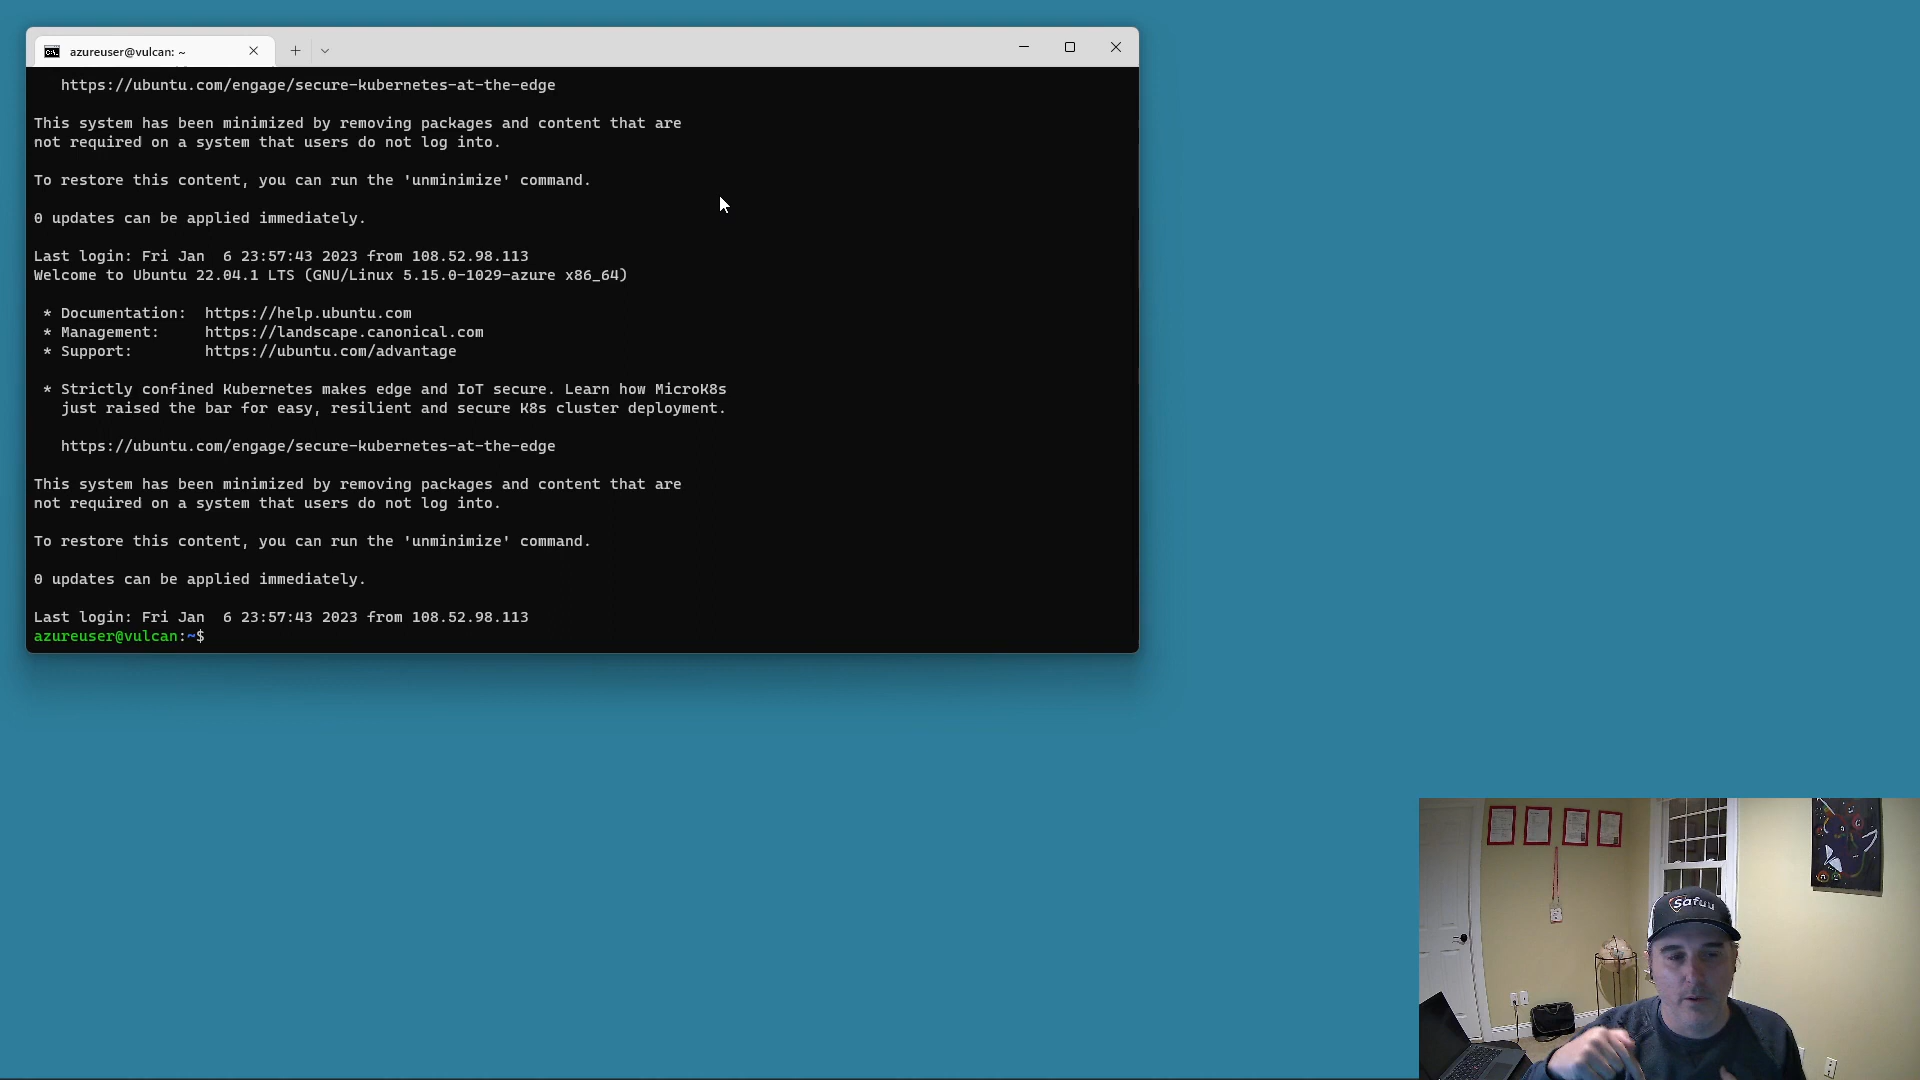 azureuser@vulcan: ~
https://ubuntu.com/engage/secure-kubernetes-at-the-edge
This system has been minimized by removing packages and content that are
not required on a system that users do not log into.
To restore this content, you can run the 'unminimize' command.
0 updates can be applied immediately.
Last login: Fri Jan  6 23:57:43 2023 from 108.52.98.113
Welcome to Ubuntu 22.04.1 LTS (GNU/Linux 5.15.0-1029-azure x86_64)
* Documentation:  https://help.ubuntu.com
* Management:     https://landscape.canonical.com
* Support:        https://ubuntu.com/advantage
* Strictly confined Kubernetes makes edge and IoT secure. Learn how MicroK8s
just raised the bar for easy, resilient and secure K8s cluster deployment.
https://ubuntu.com/engage/secure-kubernetes-at-the-edge
This system has been minimized by removing packages and content that are
not required on a system that users do not log into.
To restore this content, you can run the 'unminimize' command.
0 updates can be applied immediately.
Last login: Fri Jan  6 23:57:43 2023 from 108.52.98.113
azureuser@vulcan:~$
Safuu